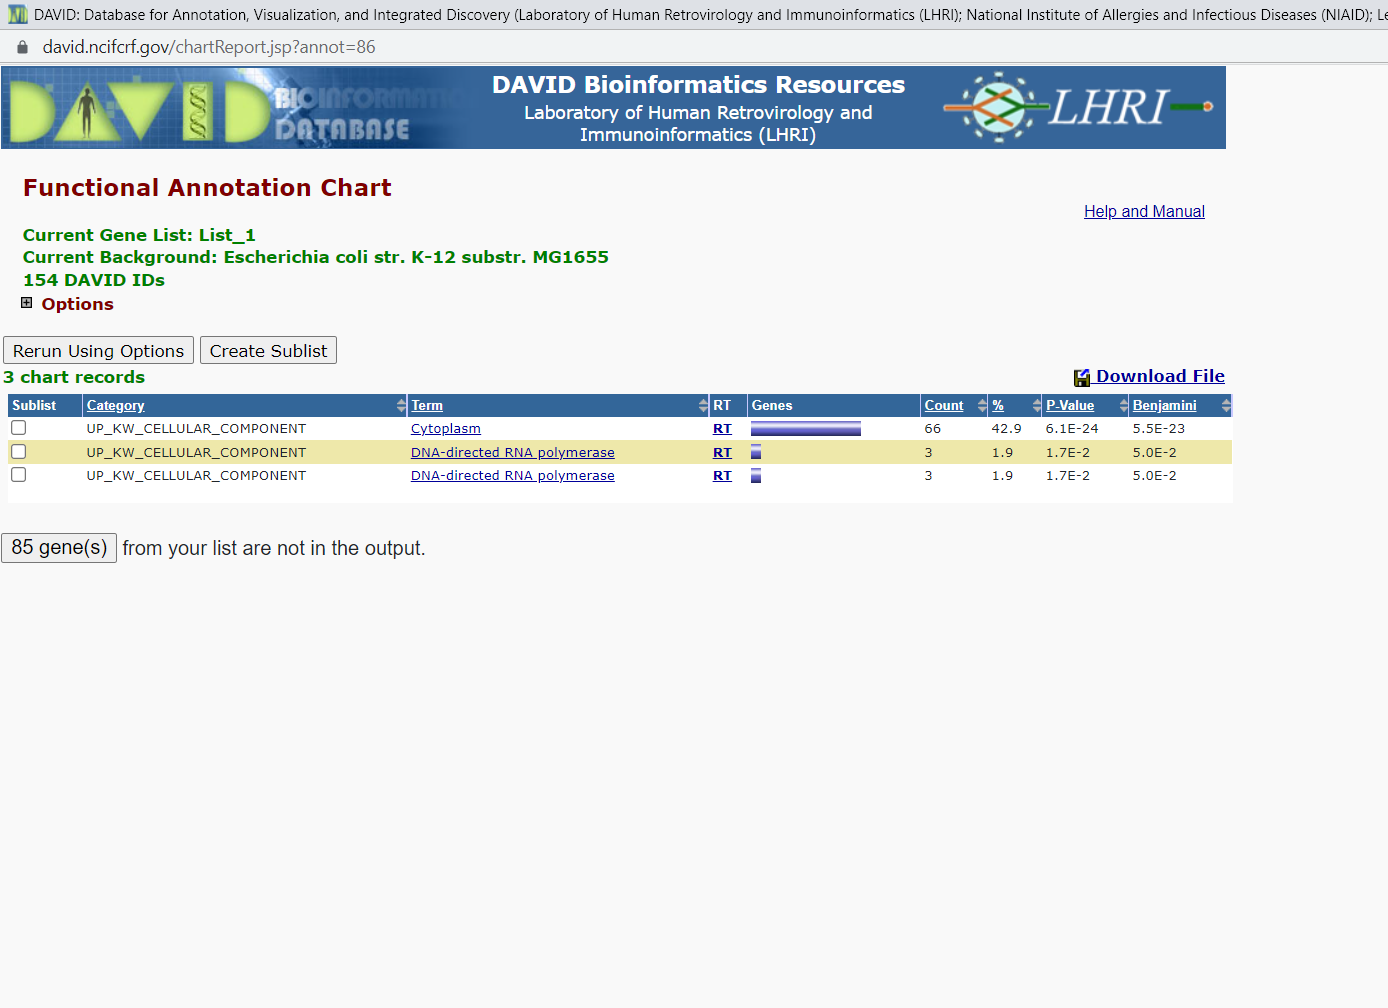 DAVID: Database for Annotation, Visualization, and Integrated Discovery (Laboratory of Human Retrovirology and Immunoinformatics (LHRI); National Institute of Allergies and Infectious Diseases (NIAID); Le
david.ncifcrf.gov/chartReport.jsp?annot=86
DAVID BIOINFORMATICS DATABASE
DAVID Bioinformatics Resources
Laboratory of Human Retrovirology and
Immunoinformatics (LHRI)
LHRI
Functional Annotation Chart
Help and Manual
Current Gene List: List_1
Current Background: Escherichia coli str. K-12 substr. MG1655
154 DAVID IDs
Options
Rerun Using Options Create Sublist
3 chart records Download File
Sublist Category Term RT Genes Count % P-Value Benjamini
UP_KW_CELLULAR_COMPONENT Cytoplasm RT 66 42.9 6.1E-24 5.5E-23
UP_KW_CELLULAR_COMPONENT DNA-directed RNA polymerase RT 3 1.9 1.7E-2 5.0E-2
UP_KW_CELLULAR_COMPONENT DNA-directed RNA polymerase RT 3 1.9 1.7E-2 5.0E-2
85 gene(s) from your list are not in the output.